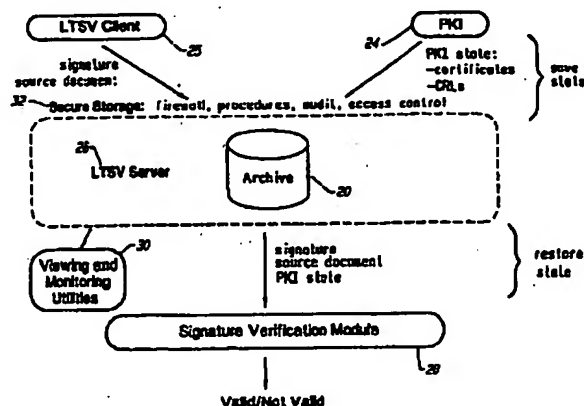 LTSV Client
25
PKI
24
signature
source document:
PKI state:
-certificates
-CRLs
save
state
32
Secure Storage: firewall, procedures, audit, access control
26
LTSV Server
Archive
20
30
Viewing and
Monitoring
Utilities
signature
source document
PKI state
restore
state
Signature Verification Module
28
Valid/Not Valid